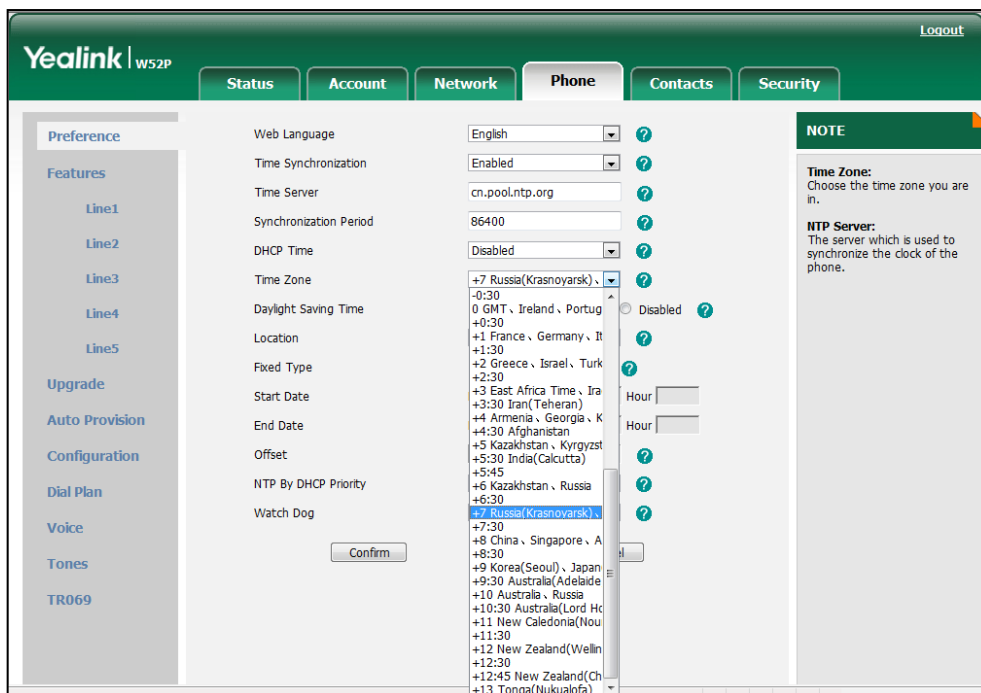 Logout
Yealink W52P
Status Account Network Phone Contacts Security
Preference
Features
Line1
Line2
Line3
Line4
Line5
Upgrade
Auto Provision
Configuration
Dial Plan
Voice
Tones
TR069
Web Language English ?
Time Synchronization Enabled ?
Time Server cn.pool.ntp.org ?
Synchronization Period 86400 ?
DHCP Time Disabled ?
Time Zone +7 Russia(Krasnoyarsk)、 ?
Daylight Saving Time Disabled ?
Location ?
Fixed Type ?
Start Date Hour
End Date Hour
Offset ?
NTP By DHCP Priority ?
Watch Dog ?
Confirm
-0:30
0 GMT、Ireland、Portug
+0:30
+1 France、Germany、It
+1:30
+2 Greece、Israel、Turk
+2:30
+3 East Africa Time、Ira
+3:30 Iran(Teheran)
+4 Armenia、Georgia、K
+4:30 Afghanistan
+5 Kazakhstan、Kyrgyzst
+5:30 India(Calcutta)
+5:45
+6 Kazakhstan、Russia
+6:30
+7 Russia(Krasnoyarsk)、
+7:30
+8 China、Singapore、A
+8:30
+9 Korea(Seoul)、Japan
+9:30 Australia(Adelaide
+10 Australia、Russia
+10:30 Australia(Lord Ho
+11 New Caledonia(Nou
+11:30
+12 New Zealand(Wellin
+12:30
+12:45 New Zealand(Ch
+13 Tonga(Nukualofa)
NOTE
Time Zone:
Choose the time zone you are
in.
NTP Server:
The server which is used to
synchronize the clock of the
phone.